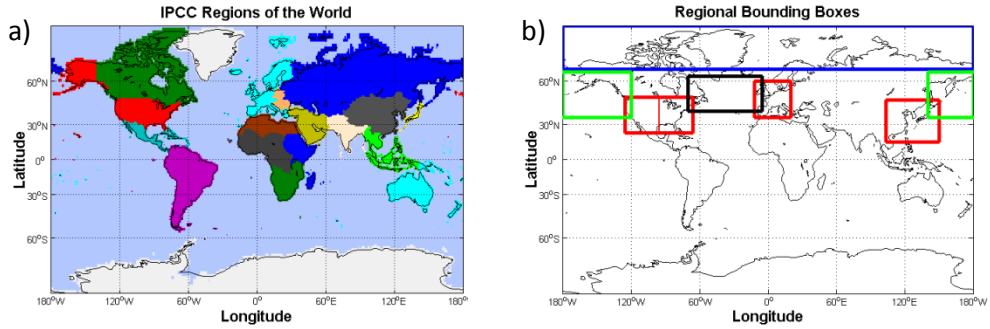 a)
IPCC Regions of the World
60°N
30°N
0°
30°S
60°S
Latitude
180°W
120°W
60°W
0°
60°E
120°E
180°W
Longitude
b)
Regional Bounding Boxes
60°N
30°N
0°
30°S
60°S
Latitude
180°W
120°W
60°W
0°
60°E
120°E
180°W
Longitude